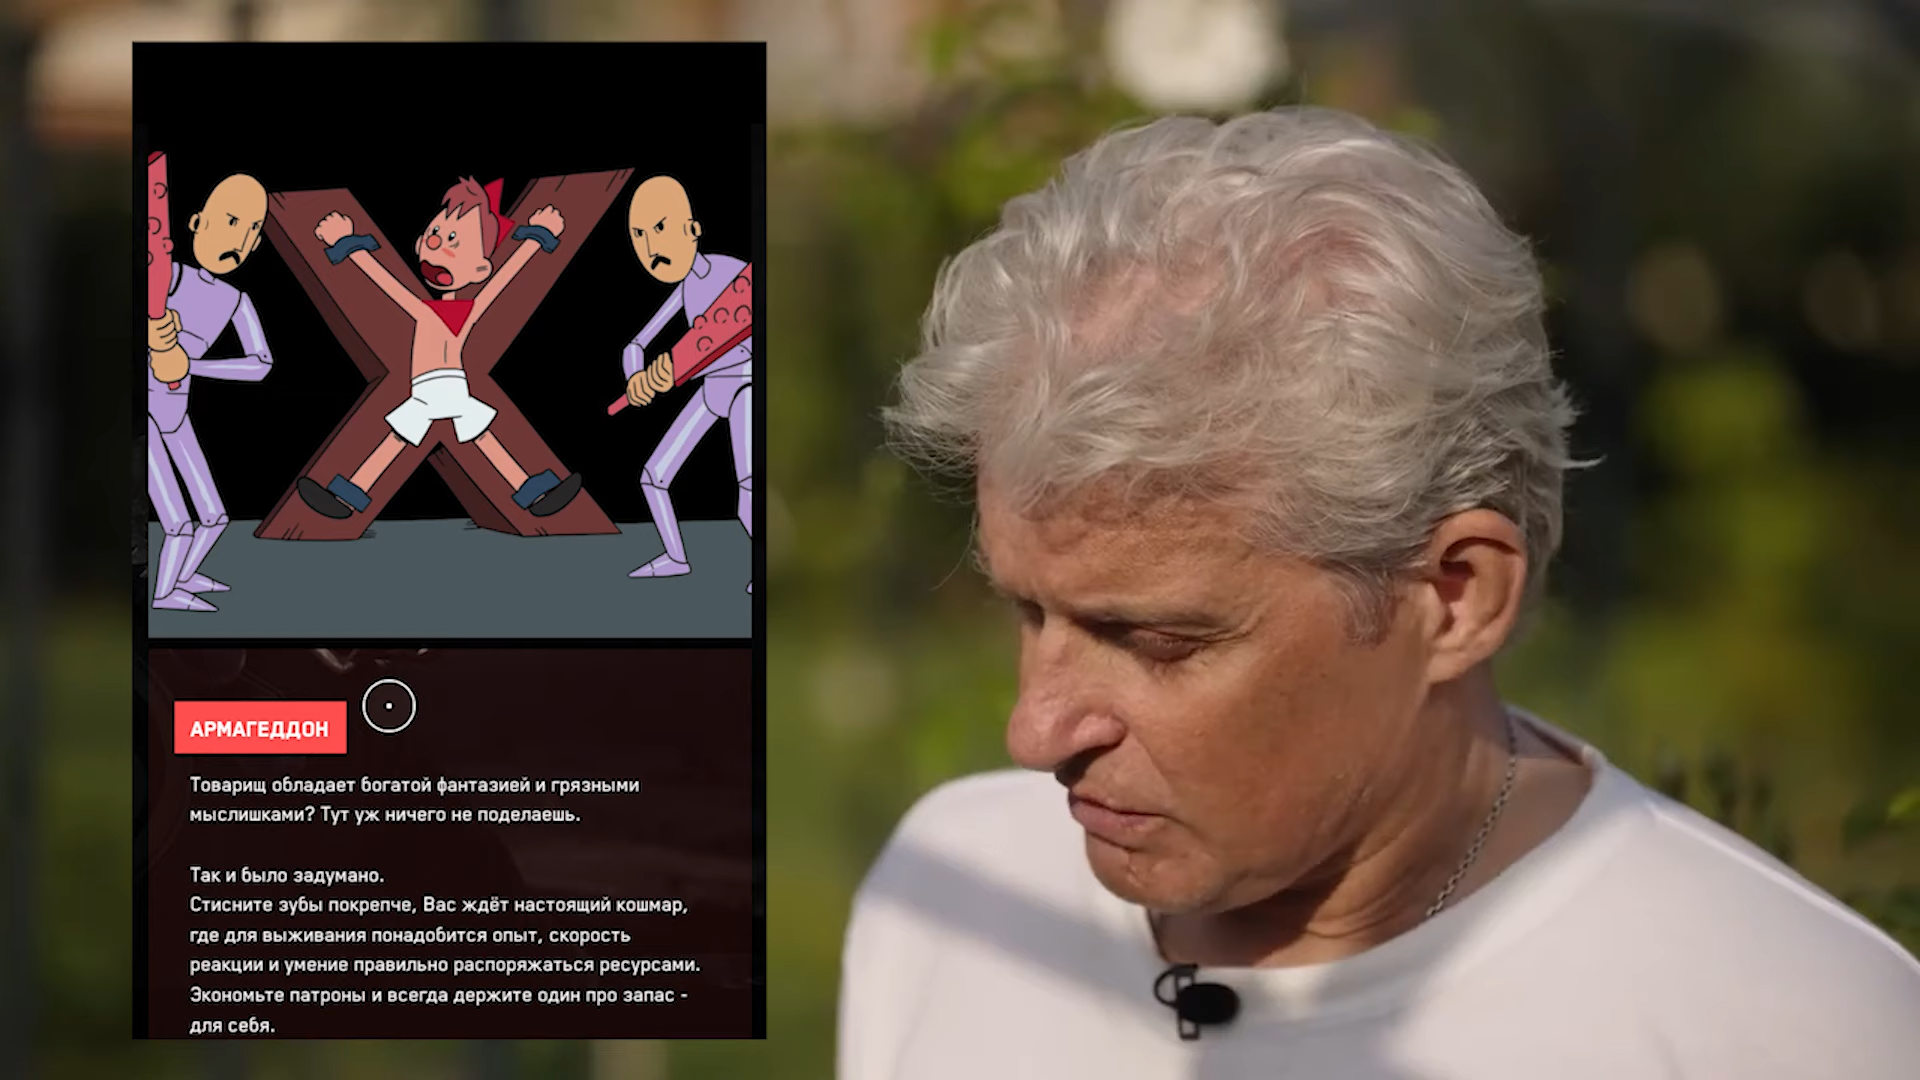 АРМАГЕДДОН
Товарищ обладает богатой фантазией и грязными
мыслишками? Тут уж ничего не поделаешь.
Так и было задумано.
Стисните зубы покрепче, Вас ждёт настоящий кошмар,
где для выживания понадобится опыт, скорость
реакции и умение правильно распоряжаться ресурсами.
Экономьте патроны и всегда держите один про запас -
для себя.